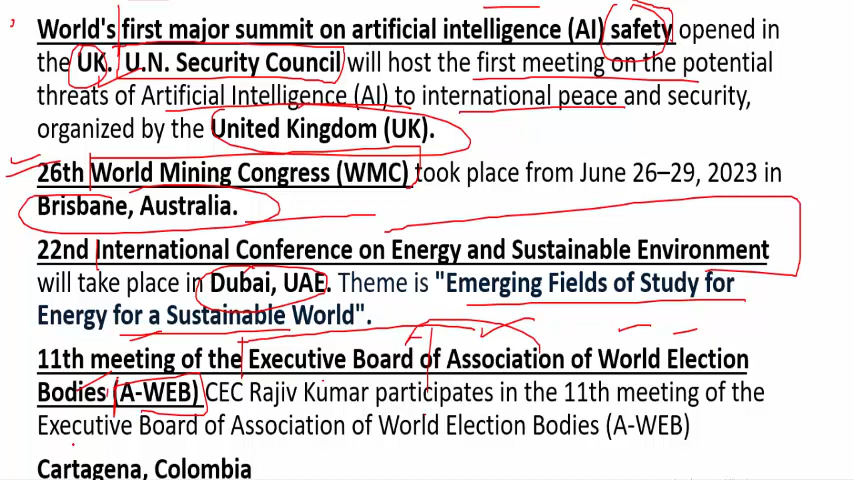 World's first major summit on artificial intelligence (AI) safety opened in
the UK. U.N. Security Council will host the first meeting on the potential
threats of Artificial Intelligence (AI) to international peace and security,
organized by the United Kingdom (UK).
26th World Mining Congress (WMC) took place from June 26–29, 2023 in
Brisbane, Australia.
22nd International Conference on Energy and Sustainable Environment
will take place in Dubai, UAE. Theme is "Emerging Fields of Study for
Energy for a Sustainable World".
11th meeting of the Executive Board of Association of World Election
Bodies (A-WEB) CEC Rajiv Kumar participates in the 11th meeting of the
Executive Board of Association of World Election Bodies (A-WEB)
Cartagena, Colombia